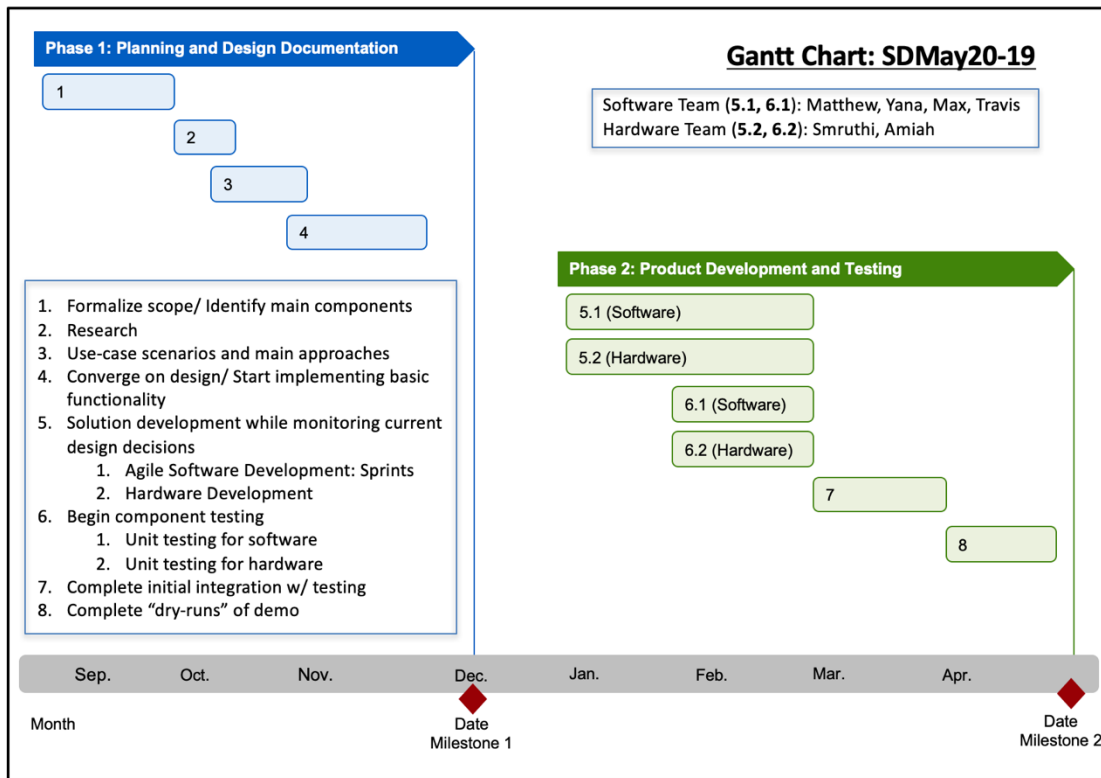 Phase 1: Planning and Design Documentation
Gantt Chart: SDMay20-19
1
Software Team (5.1, 6.1): Matthew, Yana, Max, Travis
Hardware Team (5.2, 6.2): Smruthi, Amiah
2
3
4
Phase 2: Product Development and Testing
1. Formalize scope/ Identify main components
2. Research
3. Use-case scenarios and main approaches
4. Converge on design/ Start implementing basic
functionality
5. Solution development while monitoring current
design decisions
1. Agile Software Development: Sprints
2. Hardware Development
6. Begin component testing
1. Unit testing for software
2. Unit testing for hardware
7. Complete initial integration w/ testing
8. Complete “dry-runs” of demo
5.1 (Software)
5.2 (Hardware)
6.1 (Software)
6.2 (Hardware)
7
8
Sep. Oct. Nov. Dec. Jan. Feb. Mar. Apr.
Month
Date
Milestone 1
Date
Milestone 2